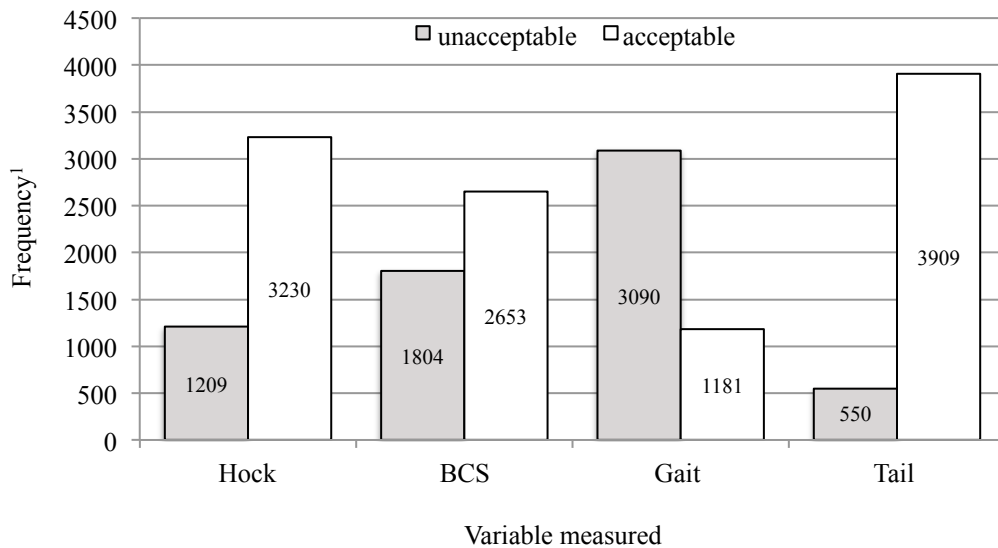 4500
4000
3500
3000
2500
2000
1500
1000
500
0
Frequency¹
unacceptable acceptable
1209 3230 1804 2653 3090 1181 550 3909
Hock BCS Gait Tail
Variable measured